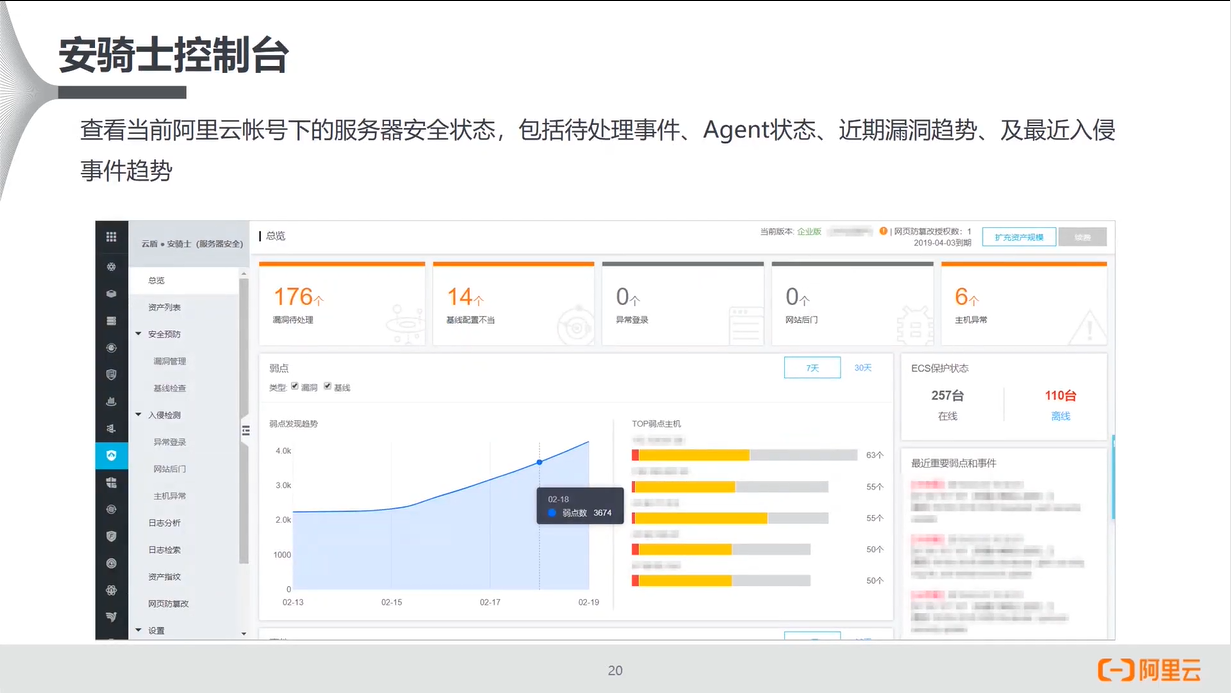 安骑士控制台
查看当前阿里云帐号下的服务器安全状态，包括待处理事件、Agent状态、近期漏洞趋势、及最近入侵
事件趋势
云盾 • 安骑士（服务器安全）
总览
资产列表
安全预防
漏洞管理
基线检查
入侵检测
异常登录
网站后门
主机异常
日志分析
日志检索
资产指纹
网页防篡改
设置
总览
当前版本: 企业版
网页防篡改授权数：1
2019-04-03到期
扩充资产规模
176个
漏洞待处理
14个
基线配置不当
0个
异常登录
0个
网站后门
6个
主机异常
弱点
7天
30天
类型: 漏洞 基线
弱点发现趋势
4.0k
3.0k
2.0k
1000
0
02-13
02-15
02-17
02-19
02-18
弱点数 3674
TOP弱点主机
63个
55个
55个
50个
50个
ECS保护状态
257台
在线
110台
离线
最近重要弱点和事件
20
阿里云